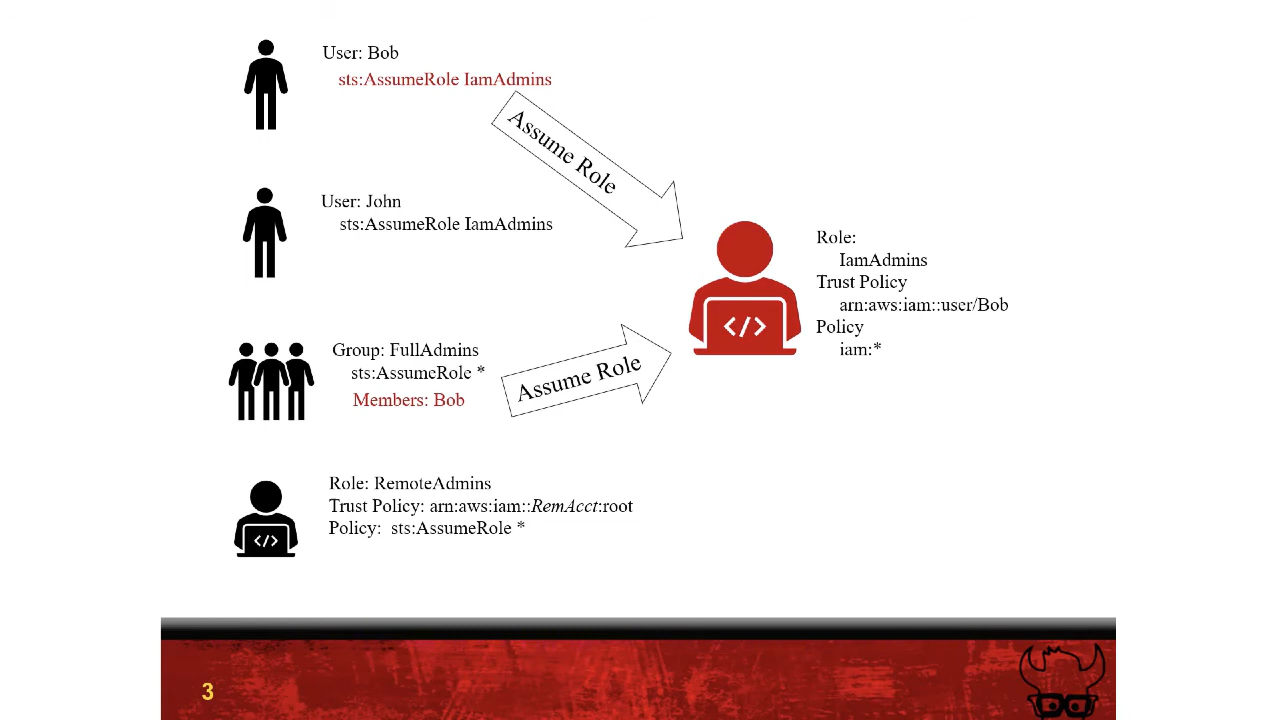 User: Bob
sts:AssumeRole IamAdmins
Assume Role
User: John
sts:AssumeRole IamAdmins
Role:
IamAdmins
Trust Policy
arn:aws:iam::user/Bob
Policy
iam:*
Group: FullAdmins
sts:AssumeRole *
Members: Bob
Assume Role
Role: RemoteAdmins
Trust Policy: arn:aws:iam::RemAcct:root
Policy: sts:AssumeRole *
</>
3